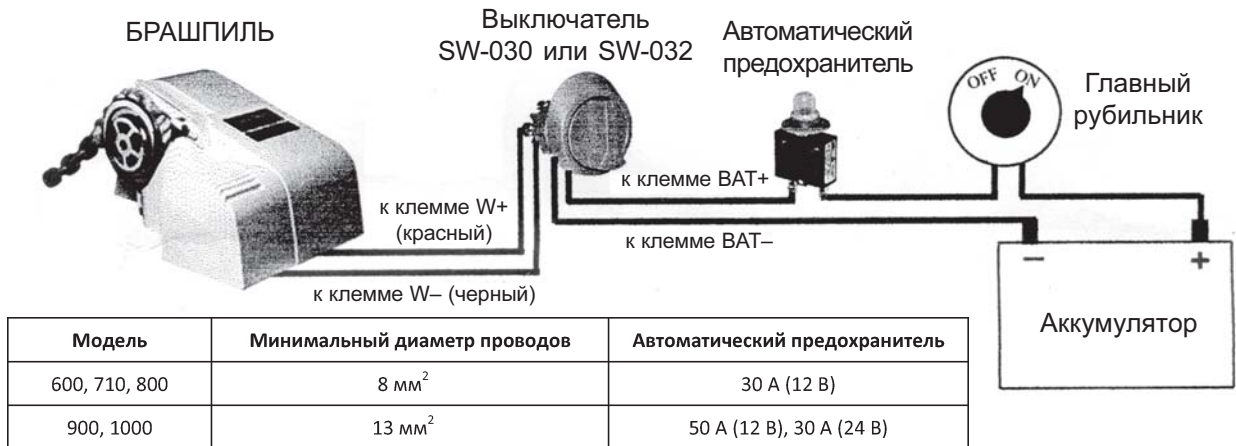 БРАШПИЛЬ
Выключатель
SW-030 или SW-032
Автоматический
предохранитель
OFF ON
Главный
рубильник
к клемме BAT+
к клемме W+
(красный)
к клемме BAT–
к клемме W– (черный)
– +
Аккумулятор
Модель Минимальный диаметр проводов Автоматический предохранитель
600, 710, 800 8 мм² 30 А (12 В)
900, 1000 13 мм² 50 А (12 В), 30 А (24 В)